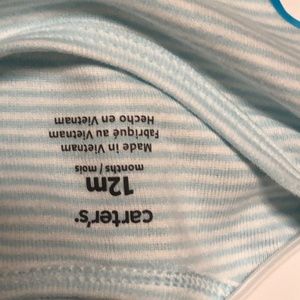 carter's®
12m
months / mois
Made in Vietnam
Fabriqué au Vietnam
Hecho en Vietnam